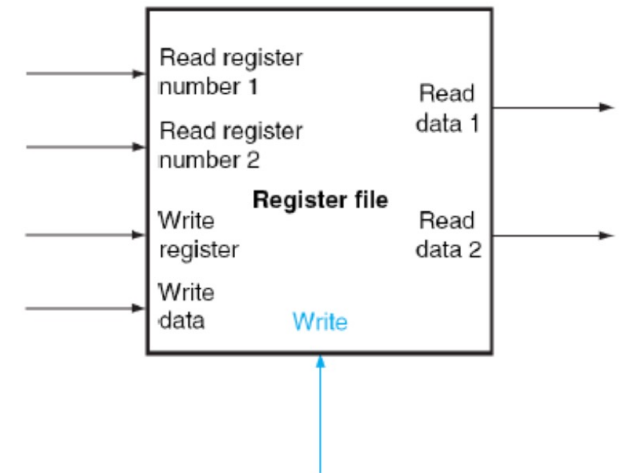 Read register
number 1
Read
data 1
Read register
number 2
Register file
Write
register
Read
data 2
Write
data
Write